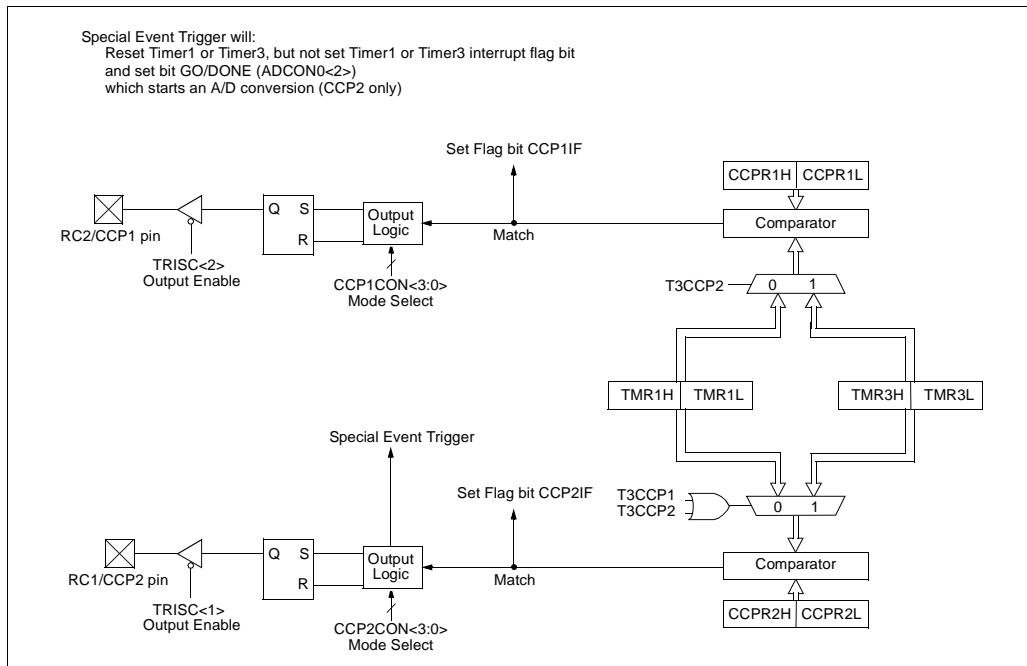 Special Event Trigger will:
Reset Timer1 or Timer3, but not set Timer1 or Timer3 interrupt flag bit
and set bit GO/DONE (ADCON0<2>)
which starts an A/D conversion (CCP2 only)
Set Flag bit CCP1IF
CCPR1H CCPR1L
Q S
R
Output
Logic
Comparator
RC2/CCP1 pin
Match
TRISC<2>
Output Enable
CCP1CON<3:0>
Mode Select
T3CCP2
0 1
TMR1H TMR1L
TMR3H TMR3L
Special Event Trigger
Set Flag bit CCP2IF
T3CCP1
T3CCP2
0 1
Q S
R
Output
Logic
Comparator
RC1/CCP2 pin
Match
TRISC<1>
Output Enable
CCP2CON<3:0>
Mode Select
CCPR2H CCPR2L